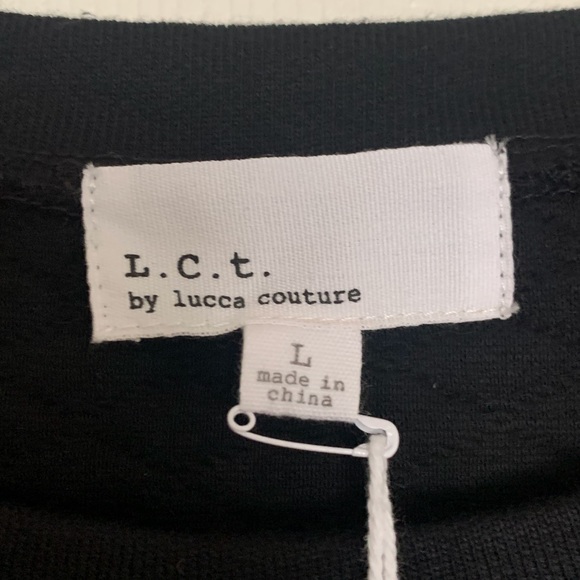 L.C.t.
by lucca couture
L
made in
china